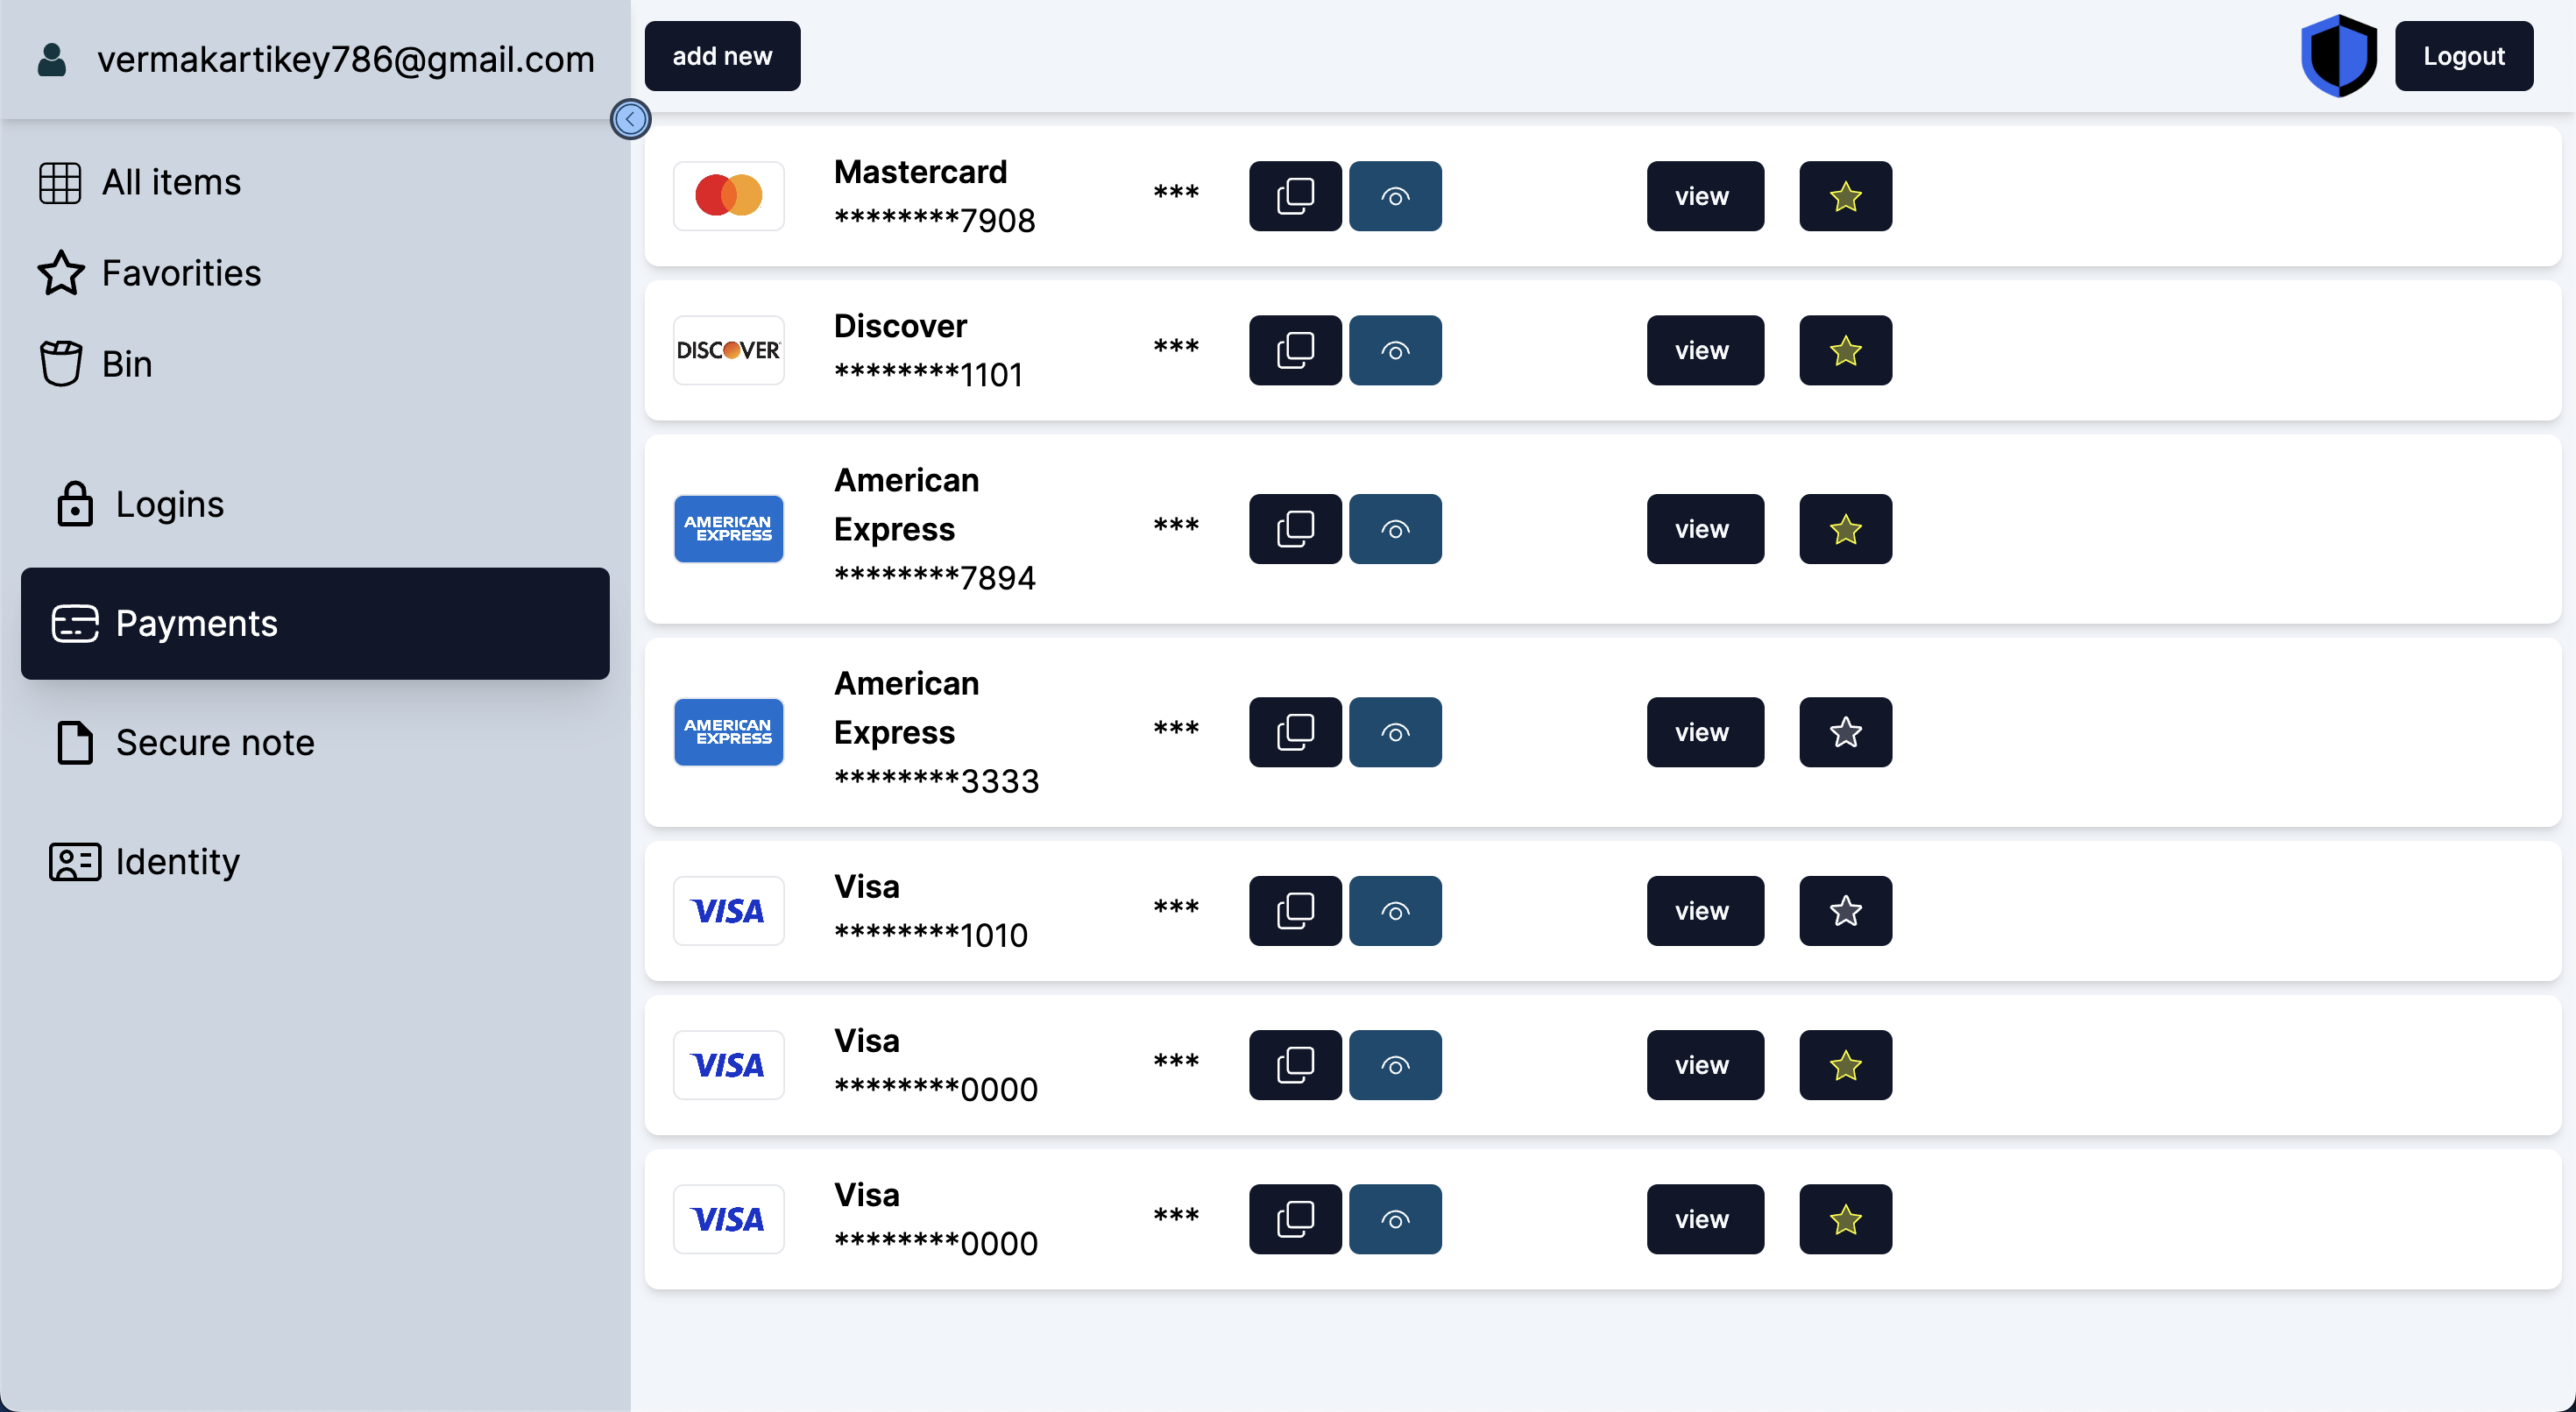 vermakartikey786@gmail.com
add new
Logout
All items
Favorities
Bin
Logins
Payments
Secure note
Identity
Mastercard
********7908
***
view
DISCOVER
Discover
********1101
***
view
AMERICAN
EXPRESS
American
Express
********7894
***
view
AMERICAN
EXPRESS
American
Express
********3333
***
view
VISA
Visa
********1010
***
view
VISA
Visa
********0000
***
view
VISA
Visa
********0000
***
view